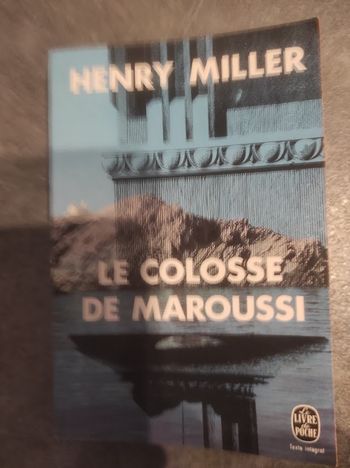 HENRY MILLER
LE COLOSSE
DE MAROUSSI
Le
LIVRE
de
POCHE
Texte intégral